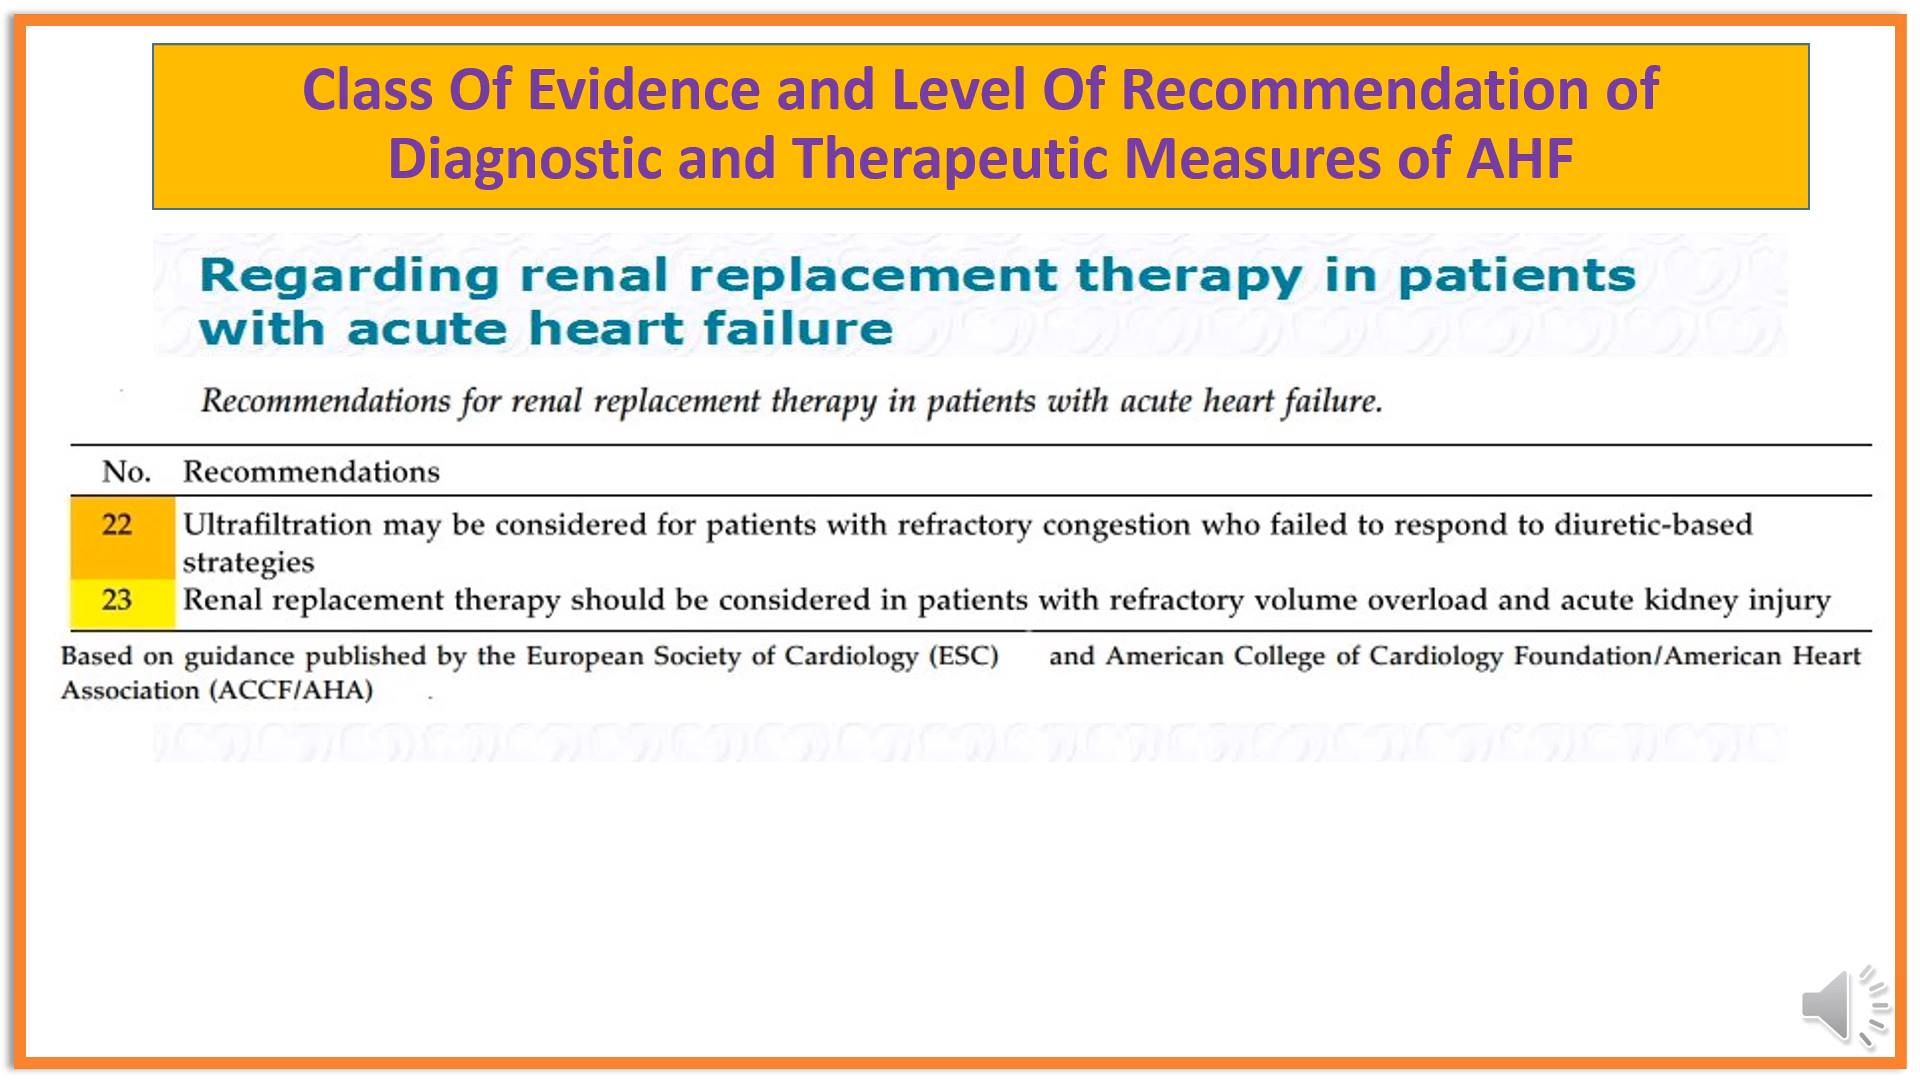 Class Of Evidence and Level Of Recommendation of
Diagnostic and Therapeutic Measures of AHF
Regarding renal replacement therapy in patients
with acute heart failure
Recommendations for renal replacement therapy in patients with acute heart failure.
No. Recommendations
22 Ultrafiltration may be considered for patients with refractory congestion who failed to respond to diuretic-based
strategies
23 Renal replacement therapy should be considered in patients with refractory volume overload and acute kidney injury
Based on guidance published by the European Society of Cardiology (ESC) and American College of Cardiology Foundation/American Heart
Association (ACCF/AHA) .